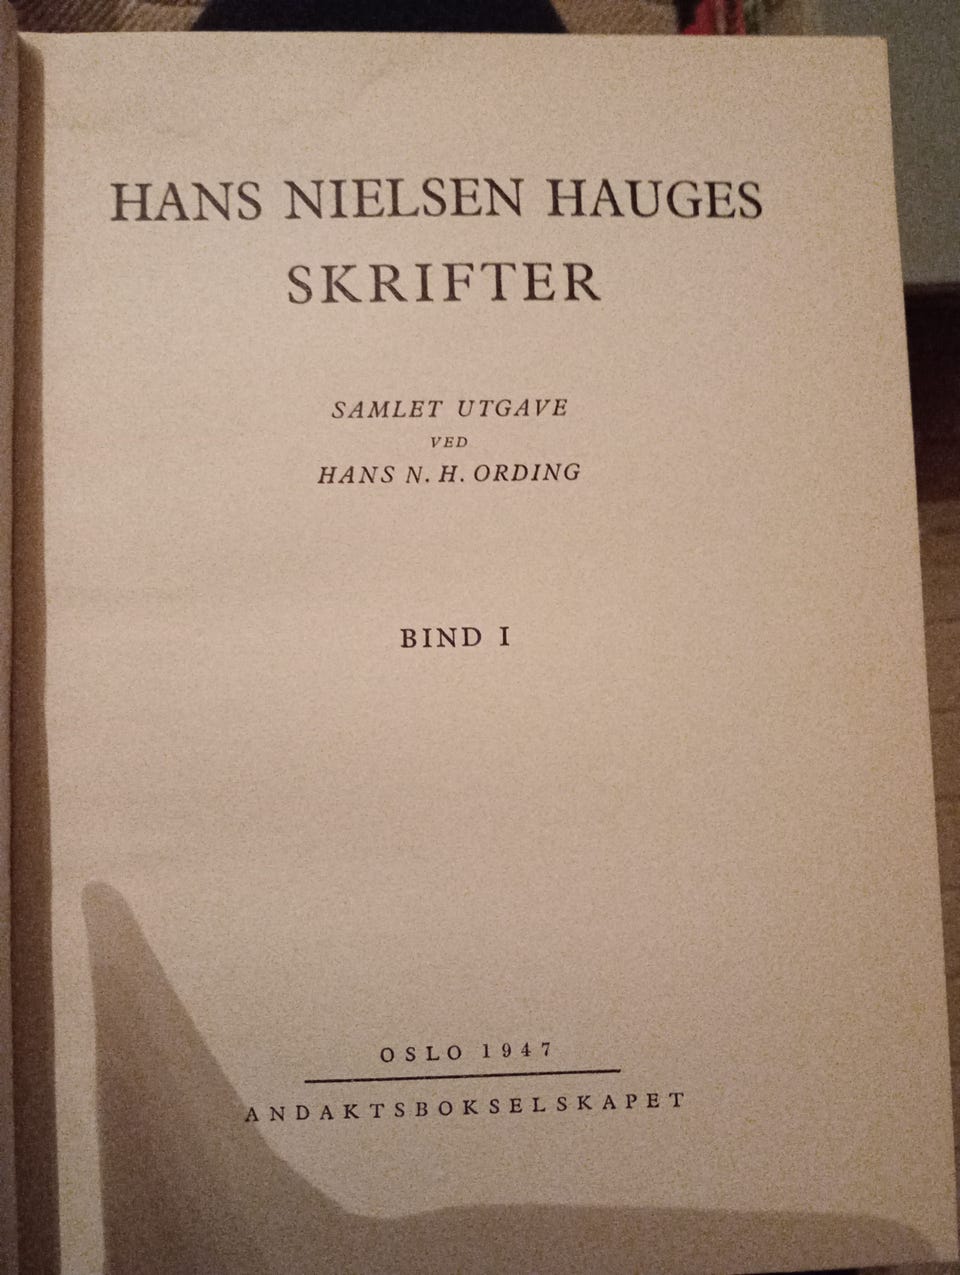 HANS NIELSEN HAUGES
SKRIFTER
SAMLET UTGAVE
VED
HANS N. H. ORDING
BIND I
OSLO 1947
ANDAKTSBOKSELSKAPET